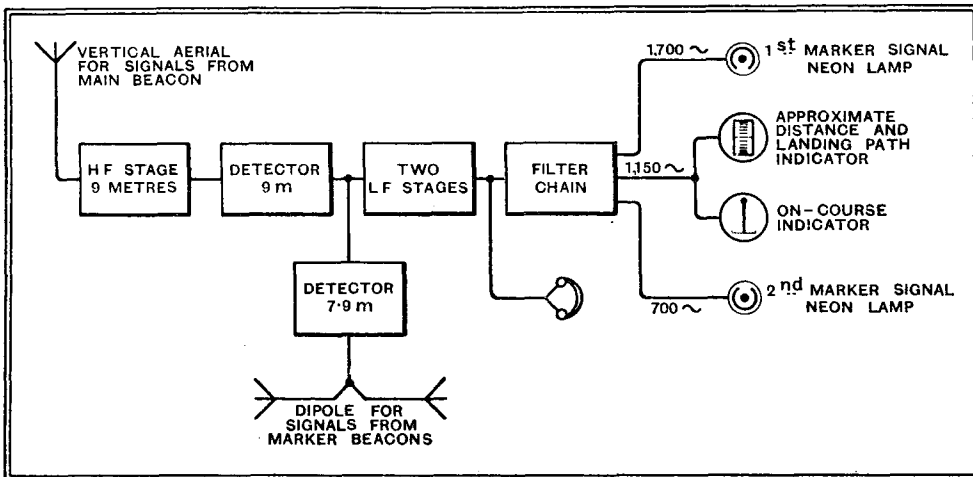 VERTICAL AERIAL
FOR SIGNALS FROM
MAIN BEACON
HF STAGE
9 METRES
DETECTOR
9 m
TWO
LF STAGES
FILTER
CHAIN
1,700 ~
1st MARKER SIGNAL
NEON LAMP
1,150 ~
APPROXIMATE
DISTANCE AND
LANDING PATH
INDICATOR
ON-COURSE
INDICATOR
700 ~
2nd MARKER SIGNAL
NEON LAMP
DETECTOR
7·9 m
DIPOLE FOR
SIGNALS FROM
MARKER BEACONS